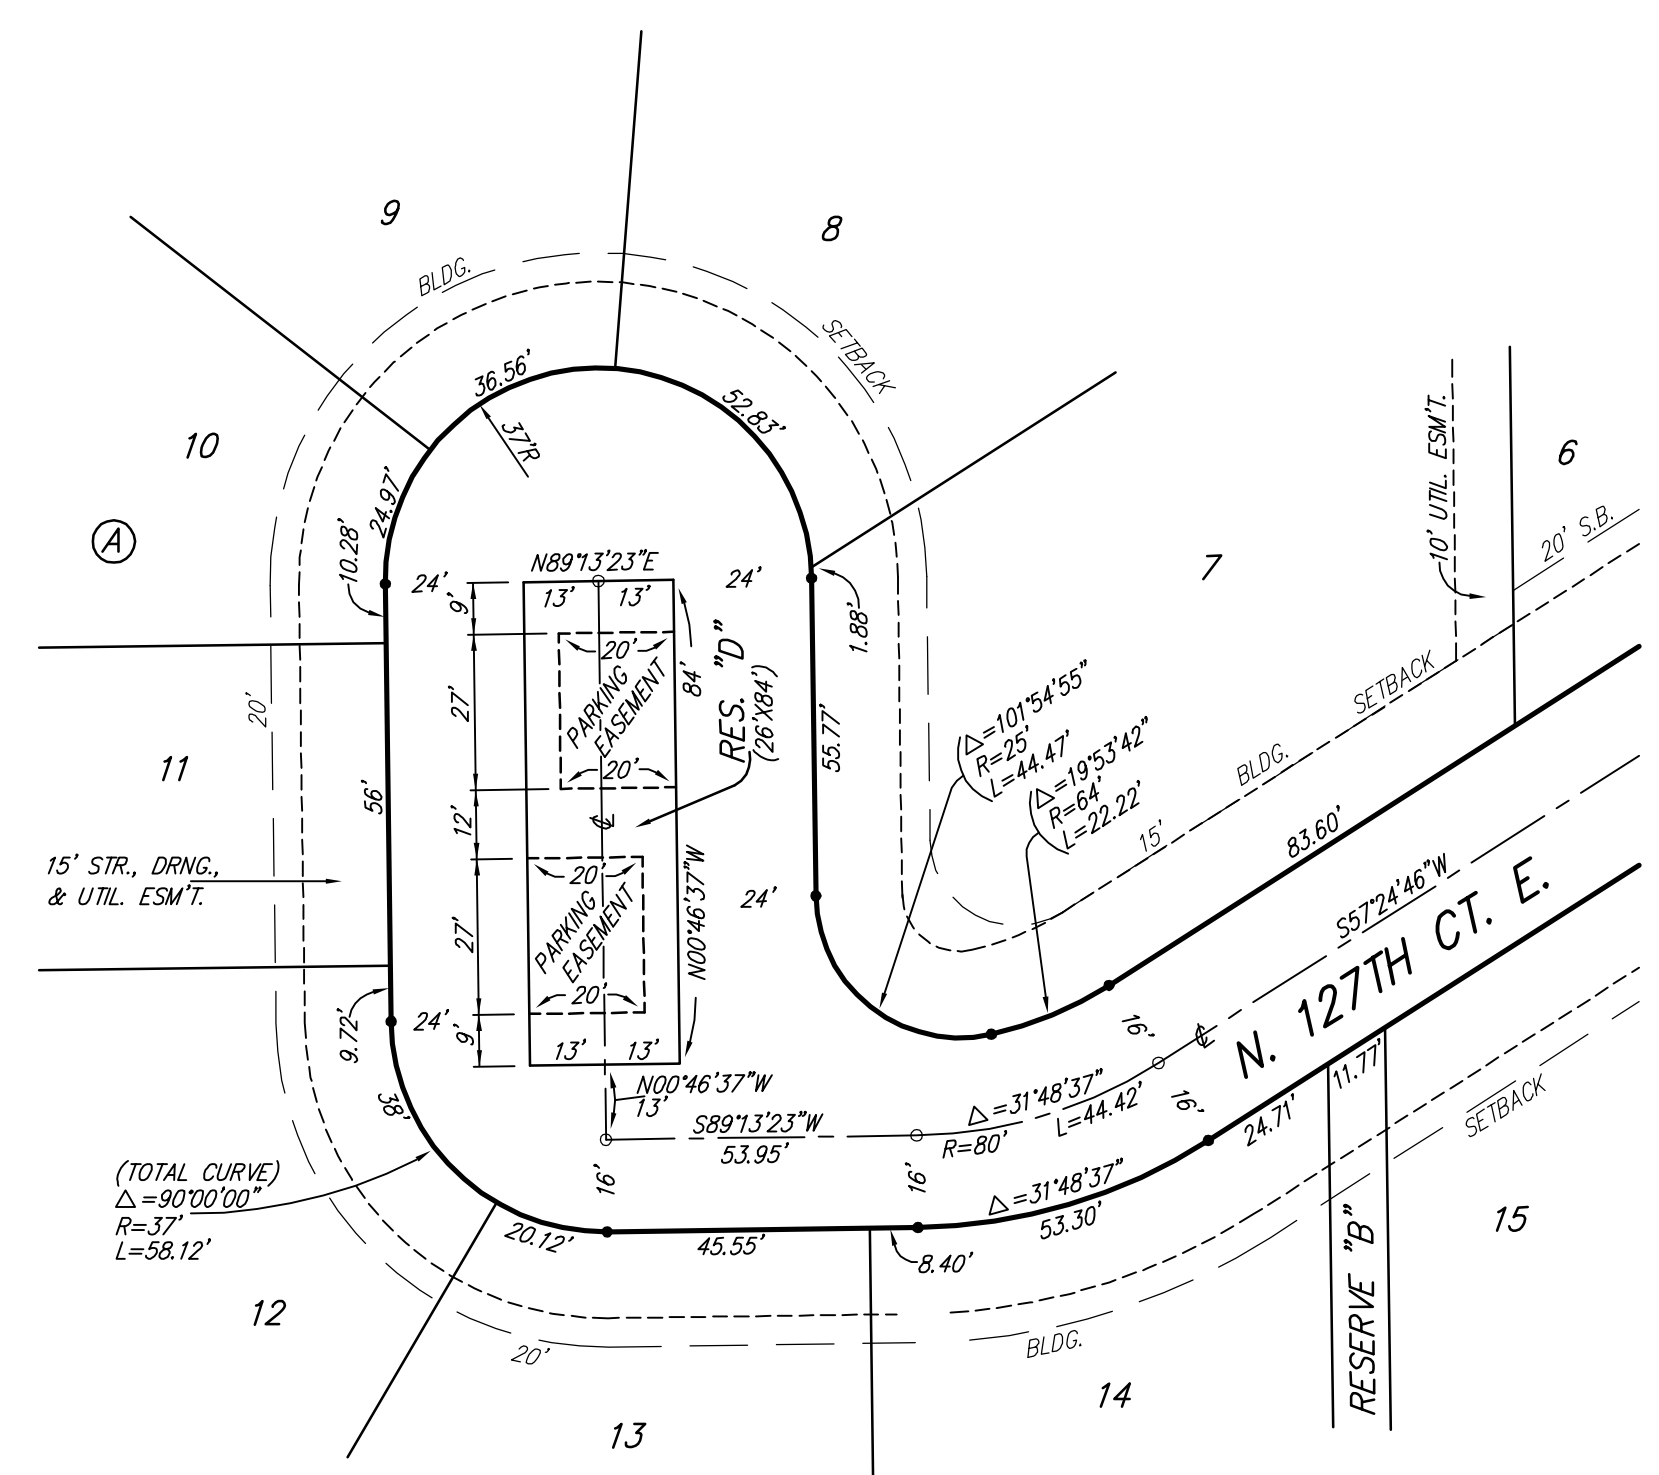 9
8
BLDG.
SETBACK
36.56'
52.83'
37'R
10
24.97'
10.28'
A
6
10' UTIL. ESM'T.
20' S.B.
7
N89°13'23"E
24'
24'
9'
13'
13'
1.88'
20'
PARKING
EASEMENT
20'
84'
RES. "D"
(26'X84')
27'
20'
11
56'
55.77'
12'
℄
Δ=101°54'55"
R=25'
L=44.47'
Δ=19°53'42"
R=64'
L=22.22'
SETBACK
BLDG.
15'
83.60'
15' STR., DRNG.,
& UTIL. ESM'T.
20'
PARKING
EASEMENT
20'
27'
N00°46'37"W
24'
S57°24'46"W
N. 127TH CT. E.
℄
9.72'
24'
9'
13'
13'
16'
16'
N00°46'37"W
13'
S89°13'23"W
53.95'
Δ=31°48'37"
L=44.42'
R=80'
38'
11.77'
24.71'
SETBACK
(TOTAL CURVE)
Δ=90°00'00"
R=37'
L=58.12'
16'
16'
Δ=31°48'37"
53.30'
20.12'
45.55'
8.40'
15
RESERVE "B"
12
20'
BLDG.
14
13